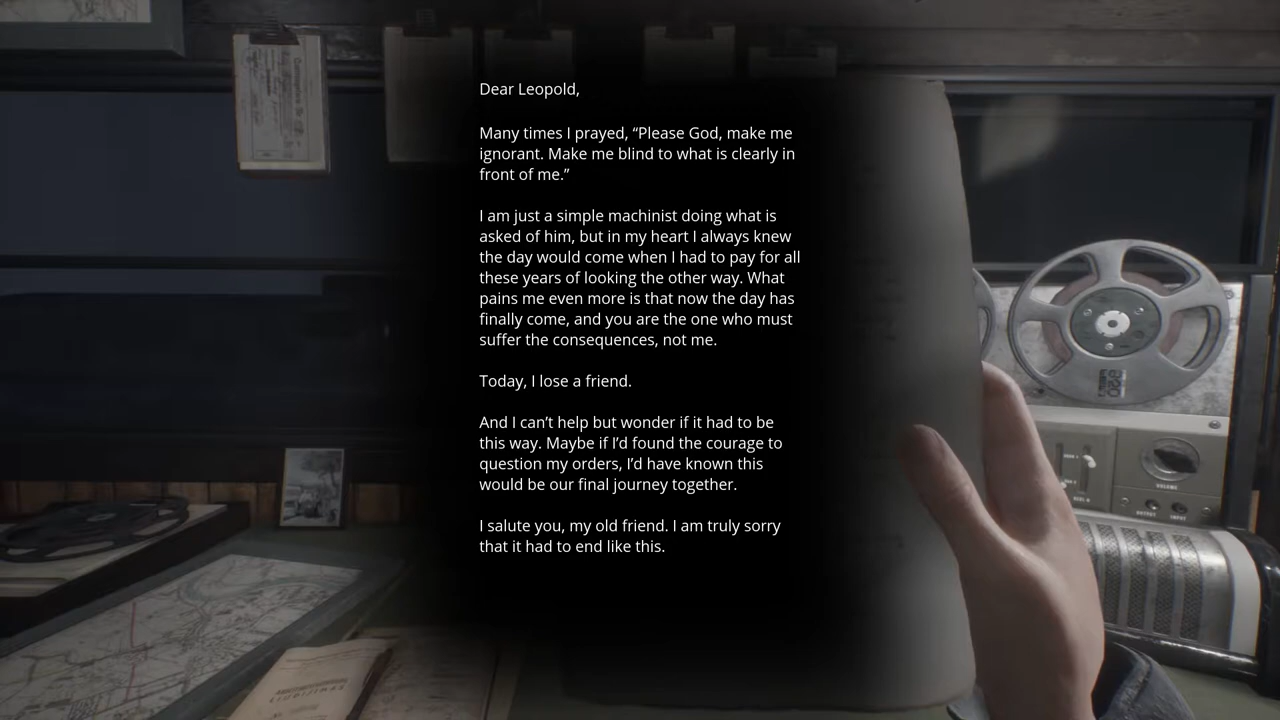 Dear Leopold,
Many times I prayed, “Please God, make me
ignorant. Make me blind to what is clearly in
front of me.”
I am just a simple machinist doing what is
asked of him, but in my heart I always knew
the day would come when I had to pay for all
these years of looking the other way. What
pains me even more is that now the day has
finally come, and you are the one who must
suffer the consequences, not me.
Today, I lose a friend.
And I can’t help but wonder if it had to be
this way. Maybe if I’d found the courage to
question my orders, I’d have known this
would be our final journey together.
I salute you, my old friend. I am truly sorry
that it had to end like this.
VOLUME
OUTPUT INPUT